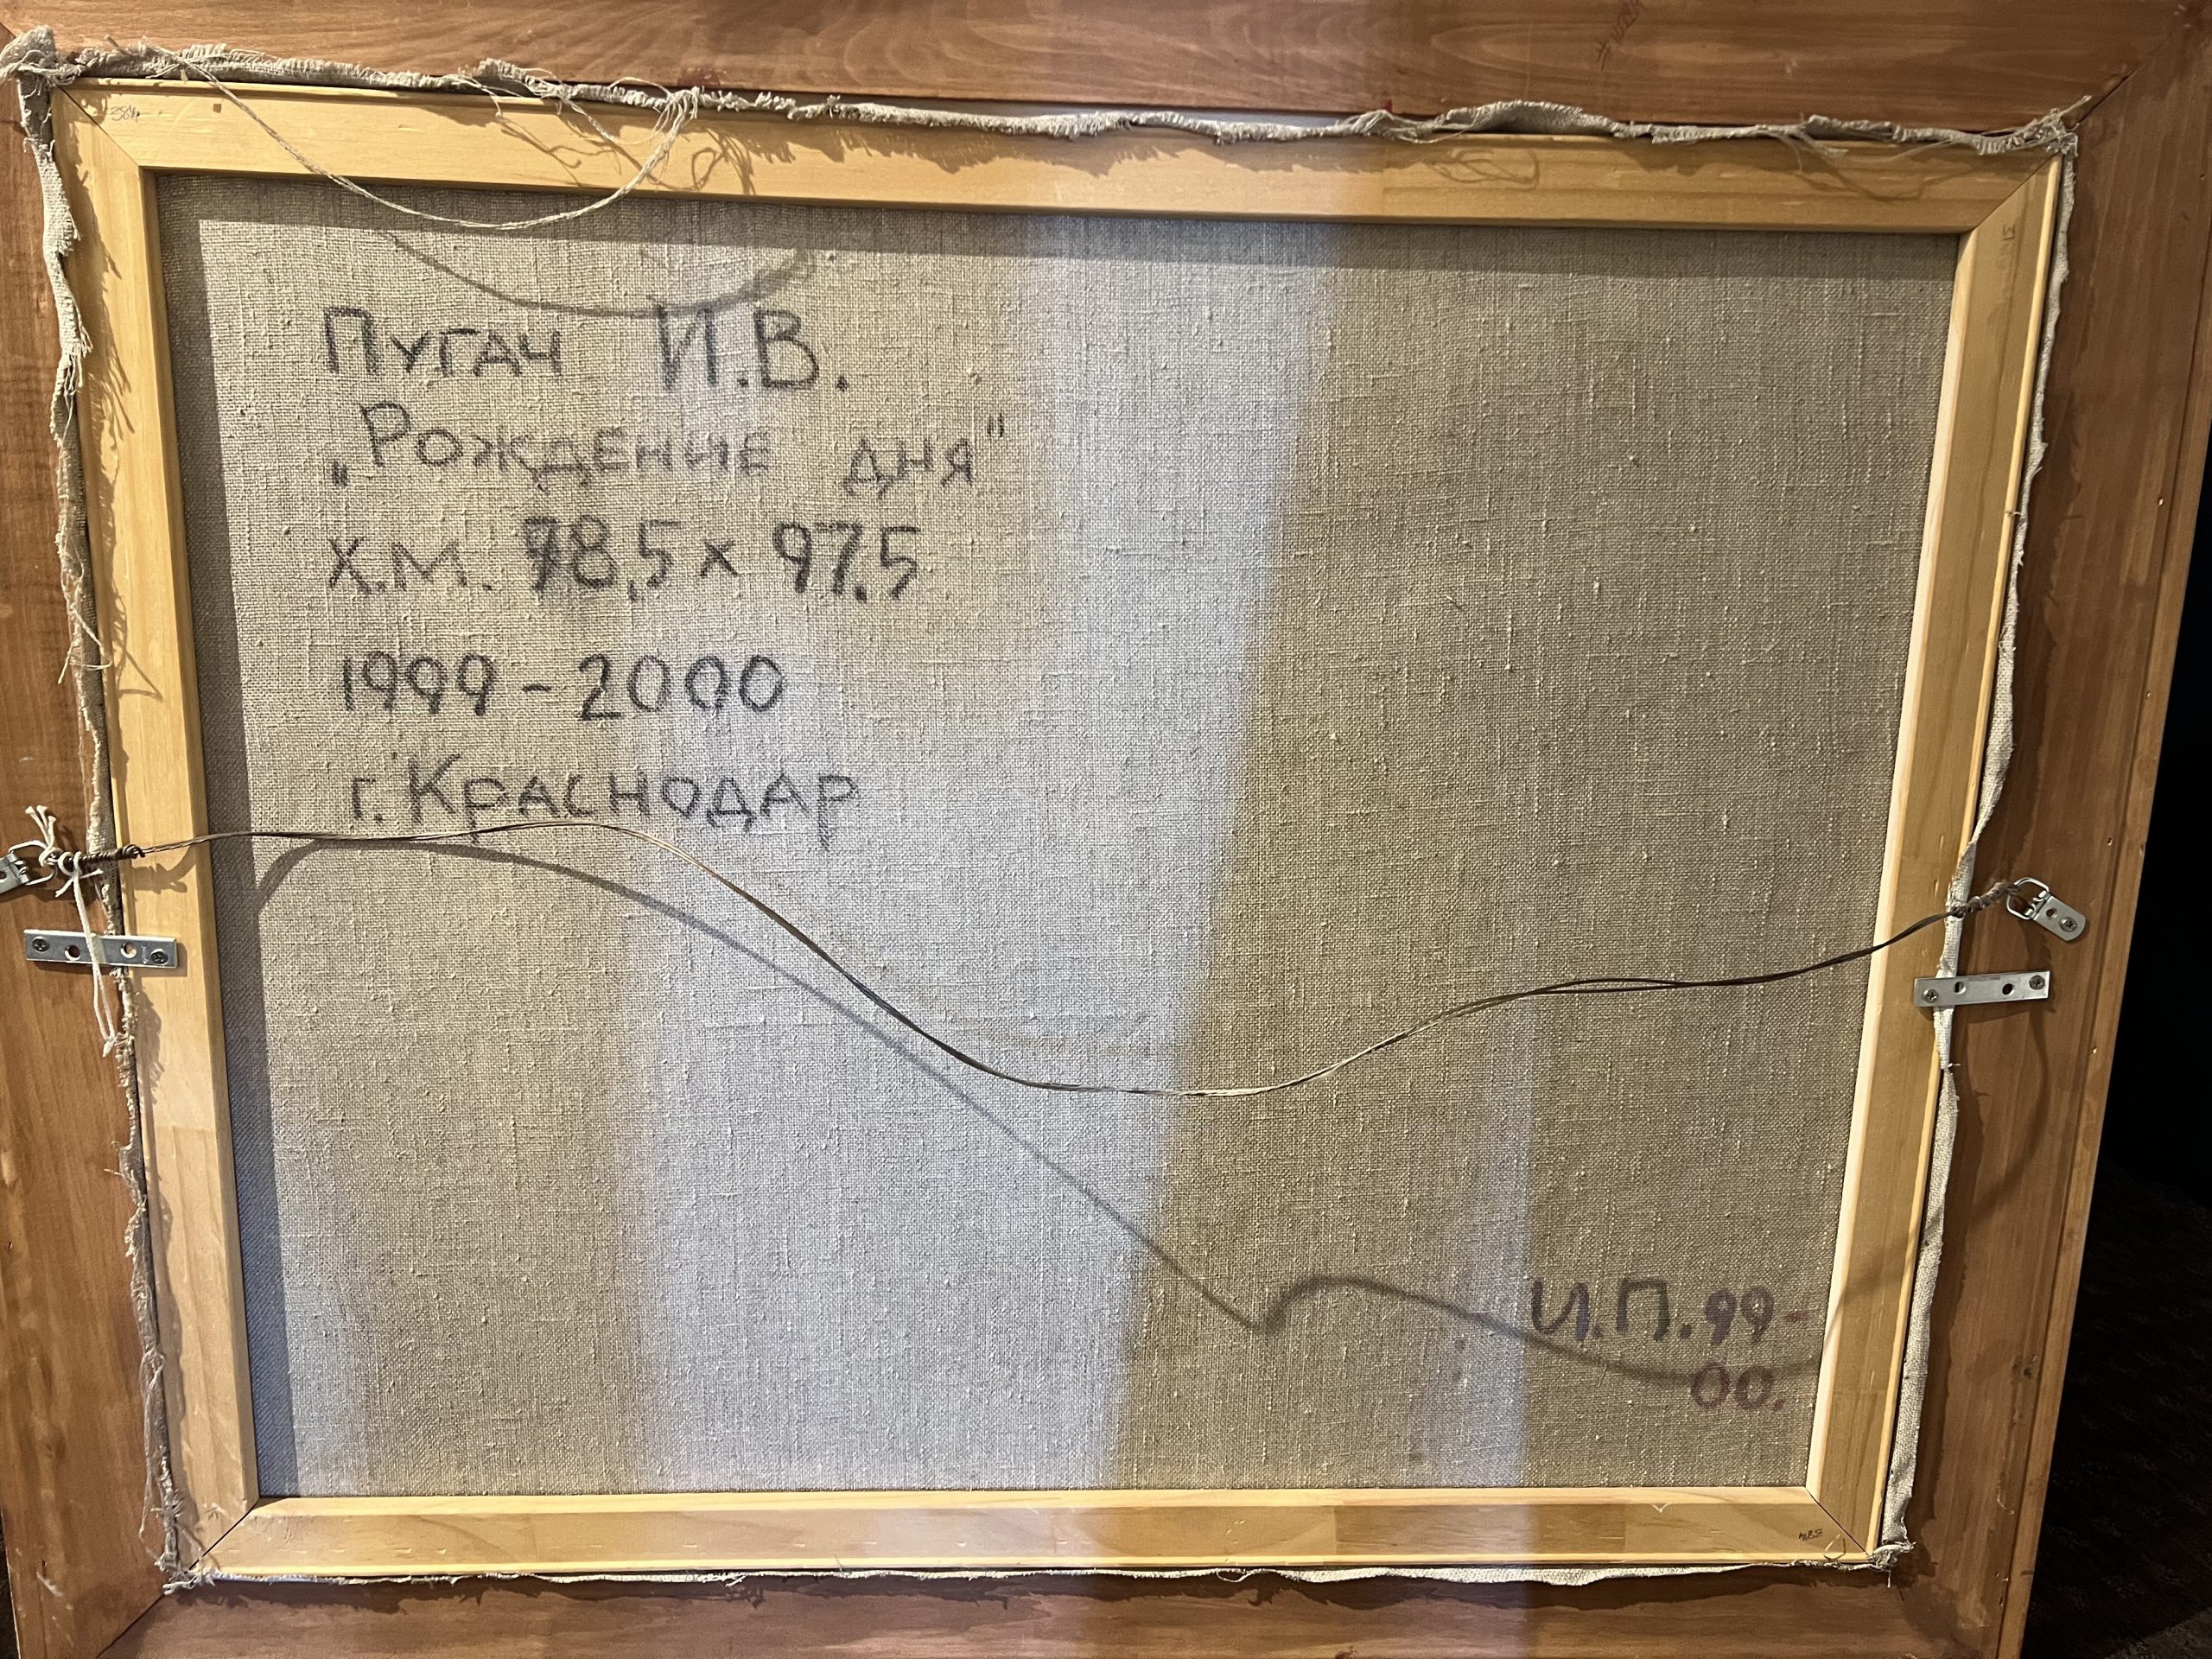 Пугач И.В.
„Рождение дня"
х.м. 78,5 х 97.5
1999 - 2000
г. Краснодар
И.П. 99-
00.